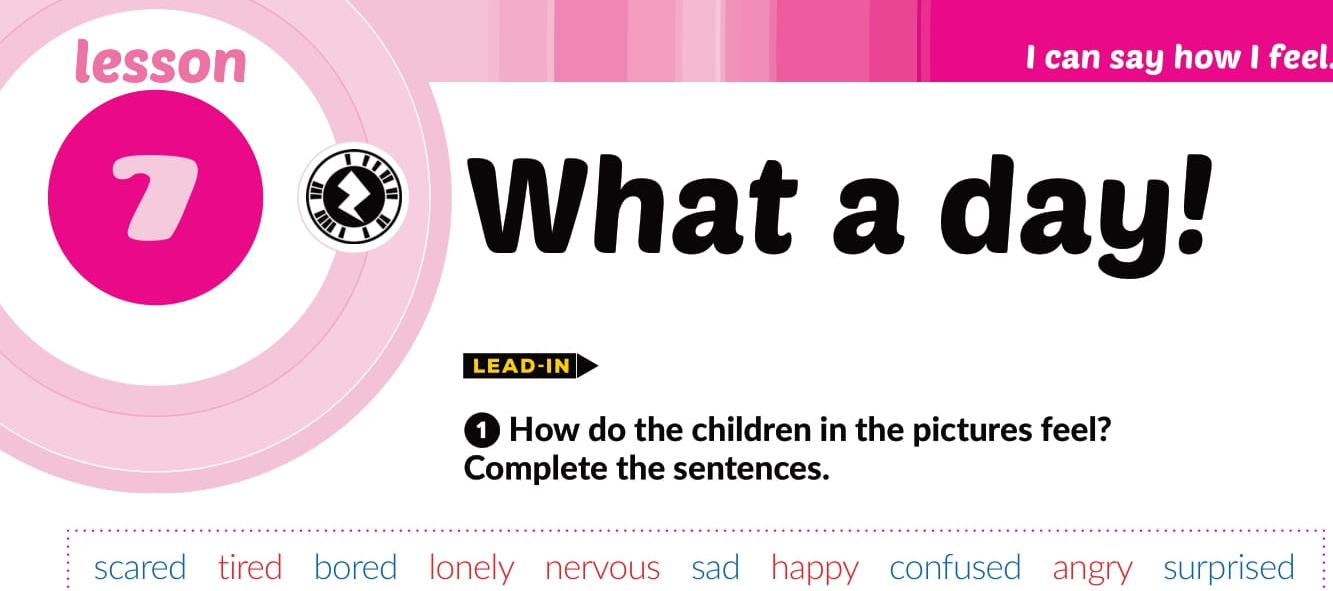 lesson
7
I can say how I feel.
What a day!
LEAD-IN
1 How do the children in the pictures feel?
Complete the sentences.
scared tired bored lonely nervous sad happy confused angry surprised